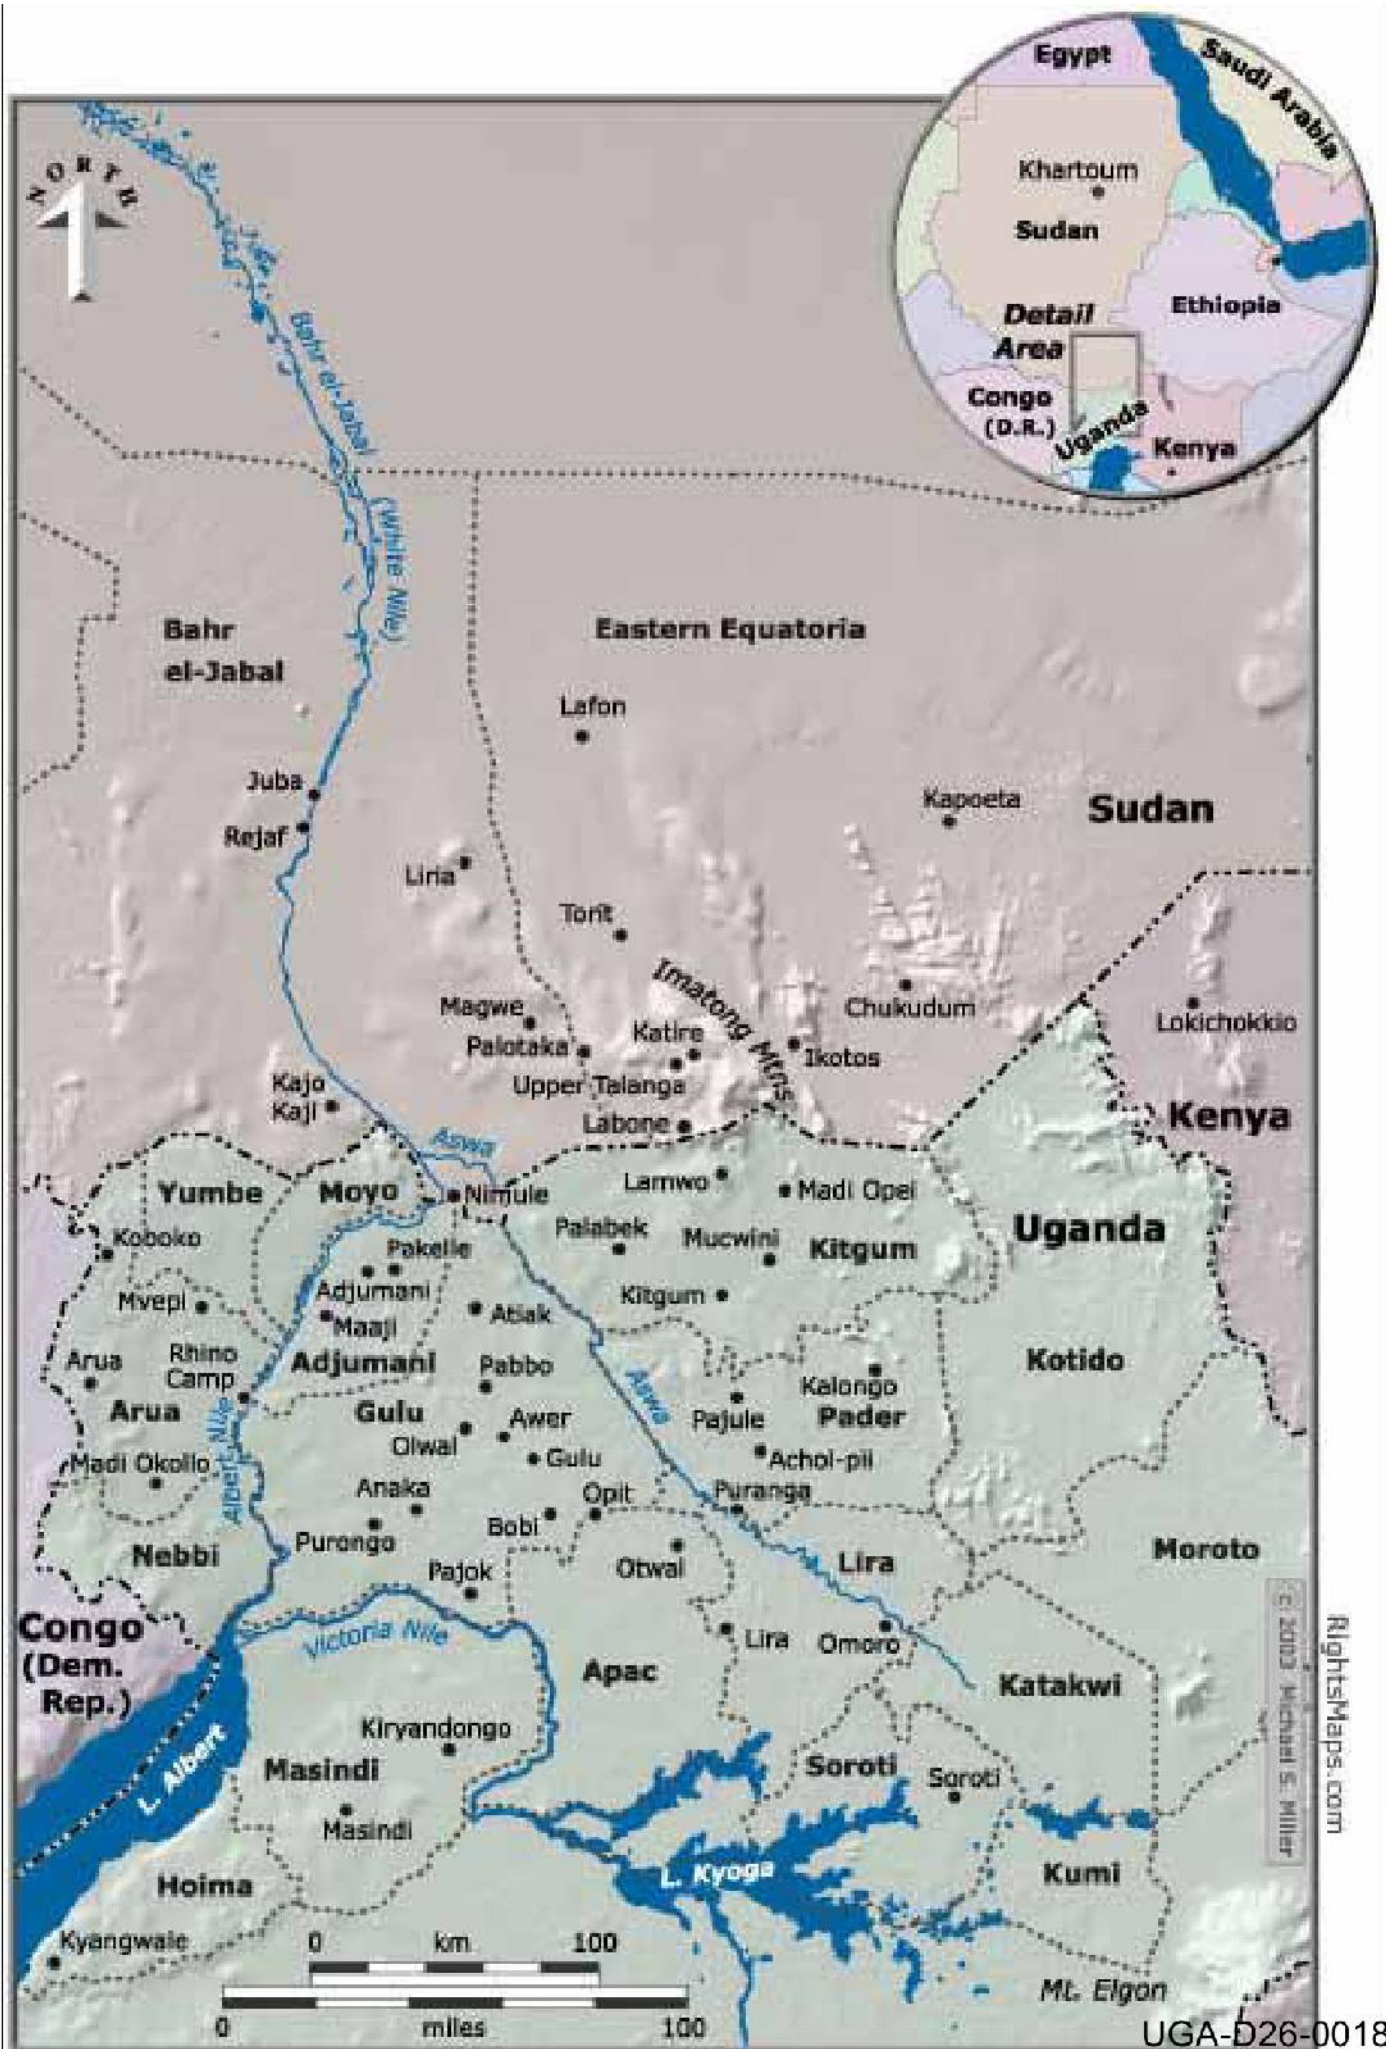 Egypt
Saudi Arabia
Khartoum
Sudan
Ethiopia
Detail
Area
Congo
(D.R.)
Uganda
Kenya
NORTH
Bahr el-Jabal
(White Nile)
Bahr
el-Jabal
Eastern Equatoria
Lafon
Juba
Rejaf
Kapoeta
Sudan
Liria
Torit
Imatong Mtns
Magwe
Palotaka
Katire
Upper Talanga
Chukudum
Ikotos
Lokichokkio
Kajo
Kaji
Labone
Kenya
Aswa
Yumbe
Moyo
Nimule
Lamwo
Madi Opei
Koboko
Pakelle
Palabek
Mucwini
Kitgum
Uganda
Mvepi
Adjumani
Maaji
Atiak
Kitgum
Arua
Rhino
Camp
Adjumani
Pabbo
Kalongo
Kotido
Arua
Albert Nile
Gulu
Olwal
Awer
Aswa
Pajule
Pader
Madi Okollo
Gulu
Achol-pii
Anaka
Opit
Puranga
Nebbi
Purongo
Bobi
Otwal
Lira
Moroto
Pajok
Congo
(Dem.
Rep.)
Victoria Nile
Lira
Omoro
Apac
Katakwi
Kiryandongo
L. Albert
Masindi
Masindi
Soroti
Soroti
Hoima
L. Kyoga
Kumi
Kyangwale
0 km 100
0 miles 100
Mt. Elgon
© 2003 Michael S. Miller
RightsMaps.com
UGA-D26-0018